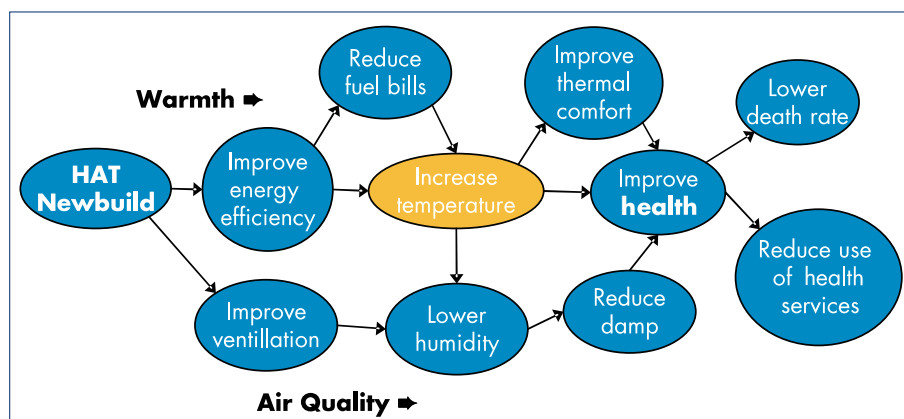 Warmth
HAT
Newbuild
Improve
energy
efficiency
Reduce
fuel bills
Increase
temperature
Improve
thermal
comfort
Improve
health
Lower
death rate
Reduce use
of health
services
Improve
ventillation
Lower
humidity
Reduce
damp
Air Quality